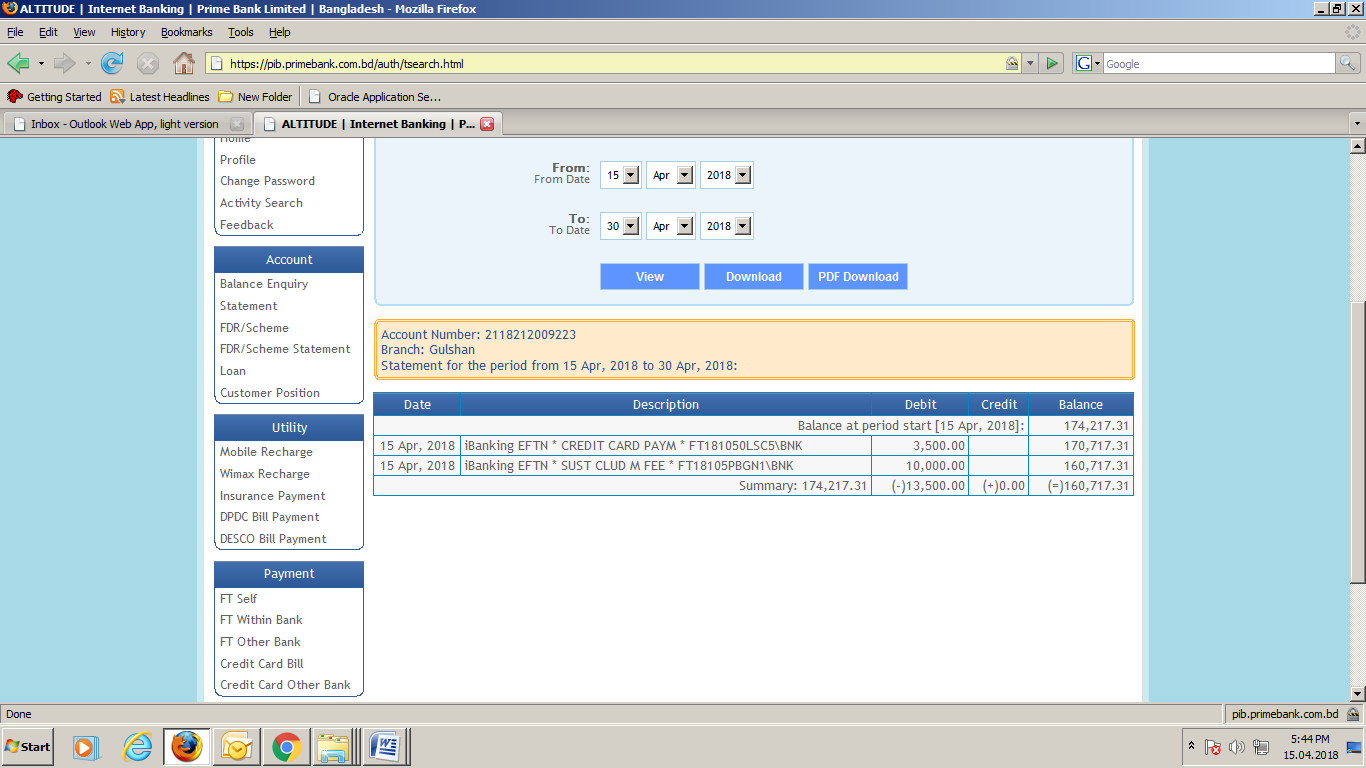 ALTITUDE | Internet Banking | Prime Bank Limited | Bangladesh - Mozilla Firefox
File Edit View History Bookmarks Tools Help
https://pib.primebank.com.bd/auth/tsearch.html
G Google
Getting Started Latest Headlines New Folder Oracle Application Se...
Inbox - Outlook Web App, light version ALTITUDE | Internet Banking | P...
Home
Profile
Change Password
Activity Search
Feedback
Account
Balance Enquiry
Statement
FDR/Scheme
FDR/Scheme Statement
Loan
Customer Position
Utility
Mobile Recharge
Wimax Recharge
Insurance Payment
DPDC Bill Payment
DESCO Bill Payment
Payment
FT Self
FT Within Bank
FT Other Bank
Credit Card Bill
Credit Card Other Bank
From: 15 Apr 2018
From Date
To: 30 Apr 2018
To Date
View Download PDF Download
Account Number: 2118212009223
Branch: Gulshan
Statement for the period from 15 Apr, 2018 to 30 Apr, 2018:
Date Description Debit Credit Balance
Balance at period start [15 Apr, 2018]: 174,217.31
15 Apr, 2018 iBanking EFTN * CREDIT CARD PAYM * FT181050LSC5\BNK 3,500.00 170,717.31
15 Apr, 2018 iBanking EFTN * SUST CLUD M FEE * FT18105PBGN1\BNK 10,000.00 160,717.31
Summary: 174,217.31 (-)13,500.00 (+)0.00 (=)160,717.31
Done pib.primebank.com.bd
Start 5:44 PM
15.04.2018